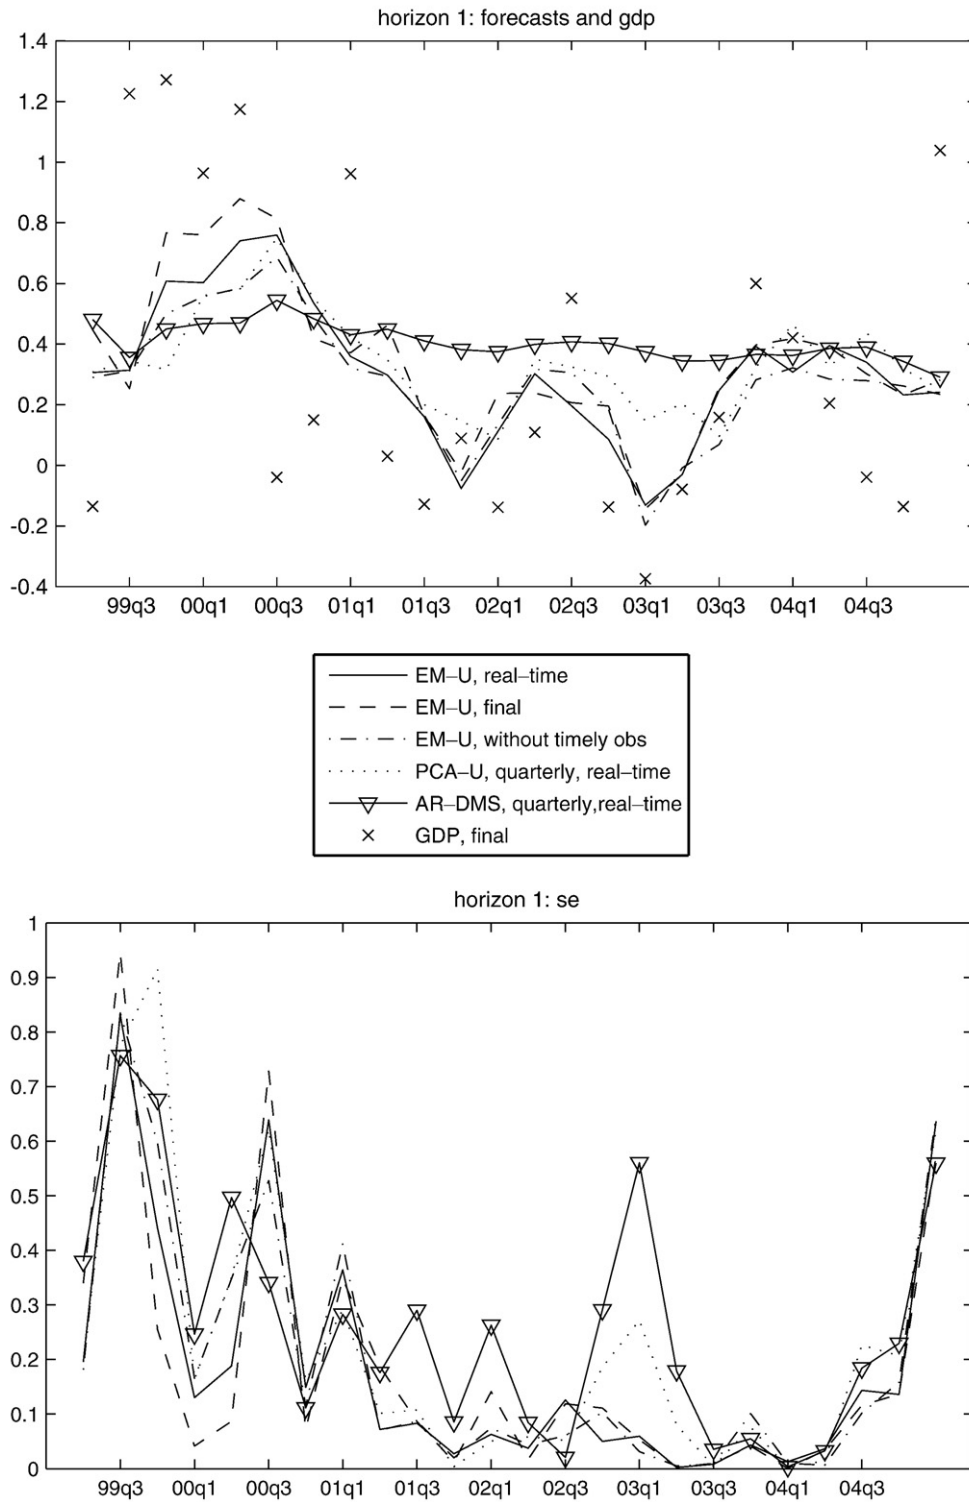 horizon 1: forecasts and gdp
1.4
1.2
1
0.8
0.6
0.4
0.2
0
-0.2
-0.4
99q3 00q1 00q3 01q1 01q3 02q1 02q3 03q1 03q3 04q1 04q3
EM–U, real–time
EM–U, final
EM–U, without timely obs
PCA–U, quarterly, real–time
AR–DMS, quarterly,real–time
GDP, final
horizon 1: se
1
0.9
0.8
0.7
0.6
0.5
0.4
0.3
0.2
0.1
0
99q3 00q1 00q3 01q1 01q3 02q1 02q3 03q1 03q3 04q1 04q3